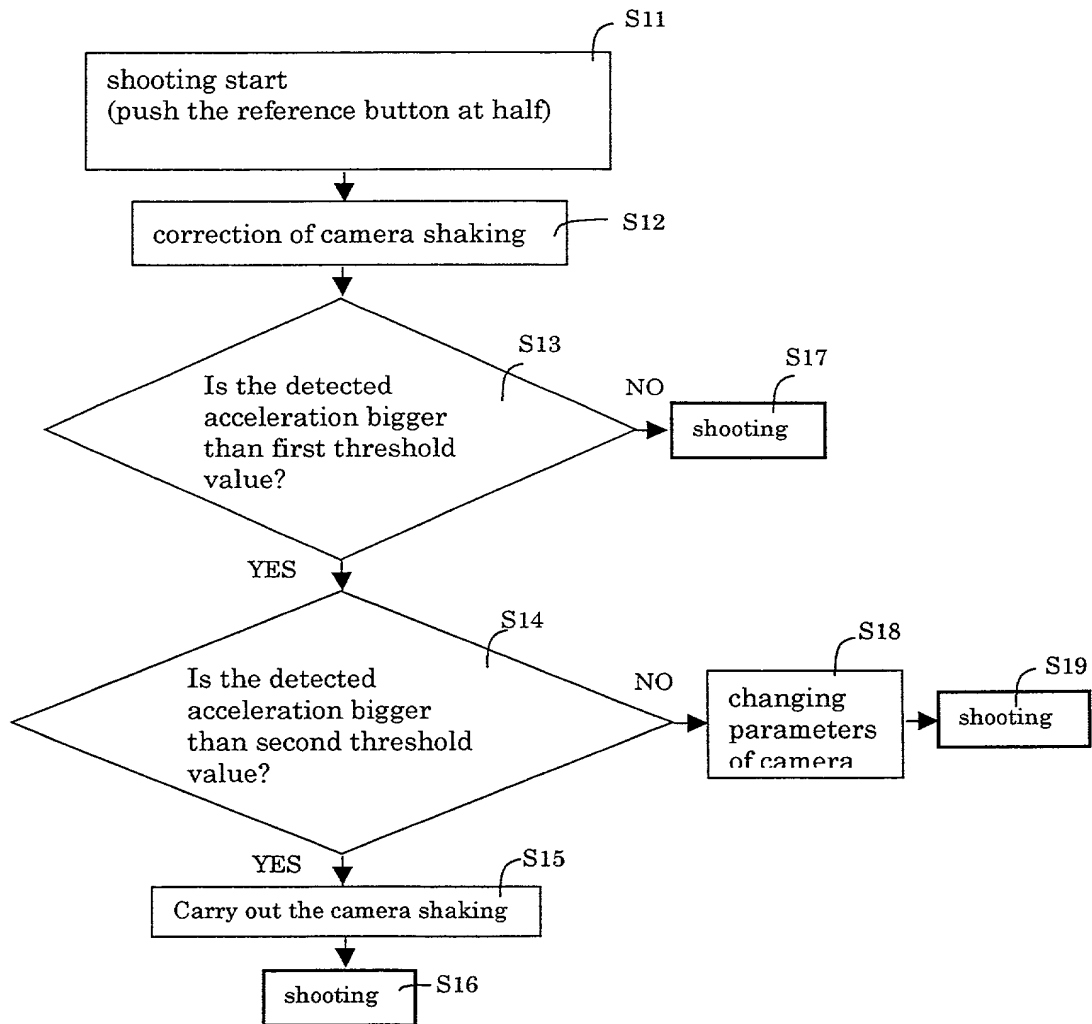 S11
shooting start
(push the reference button at half)
S12
correction of camera shaking
S13
Is the detected
acceleration bigger
than first threshold
value?
NO
S17
shooting
YES
S14
Is the detected
acceleration bigger
than second threshold
value?
NO
S18
changing
parameters
of camera
S19
shooting
YES
S15
Carry out the camera shaking
shooting
S16